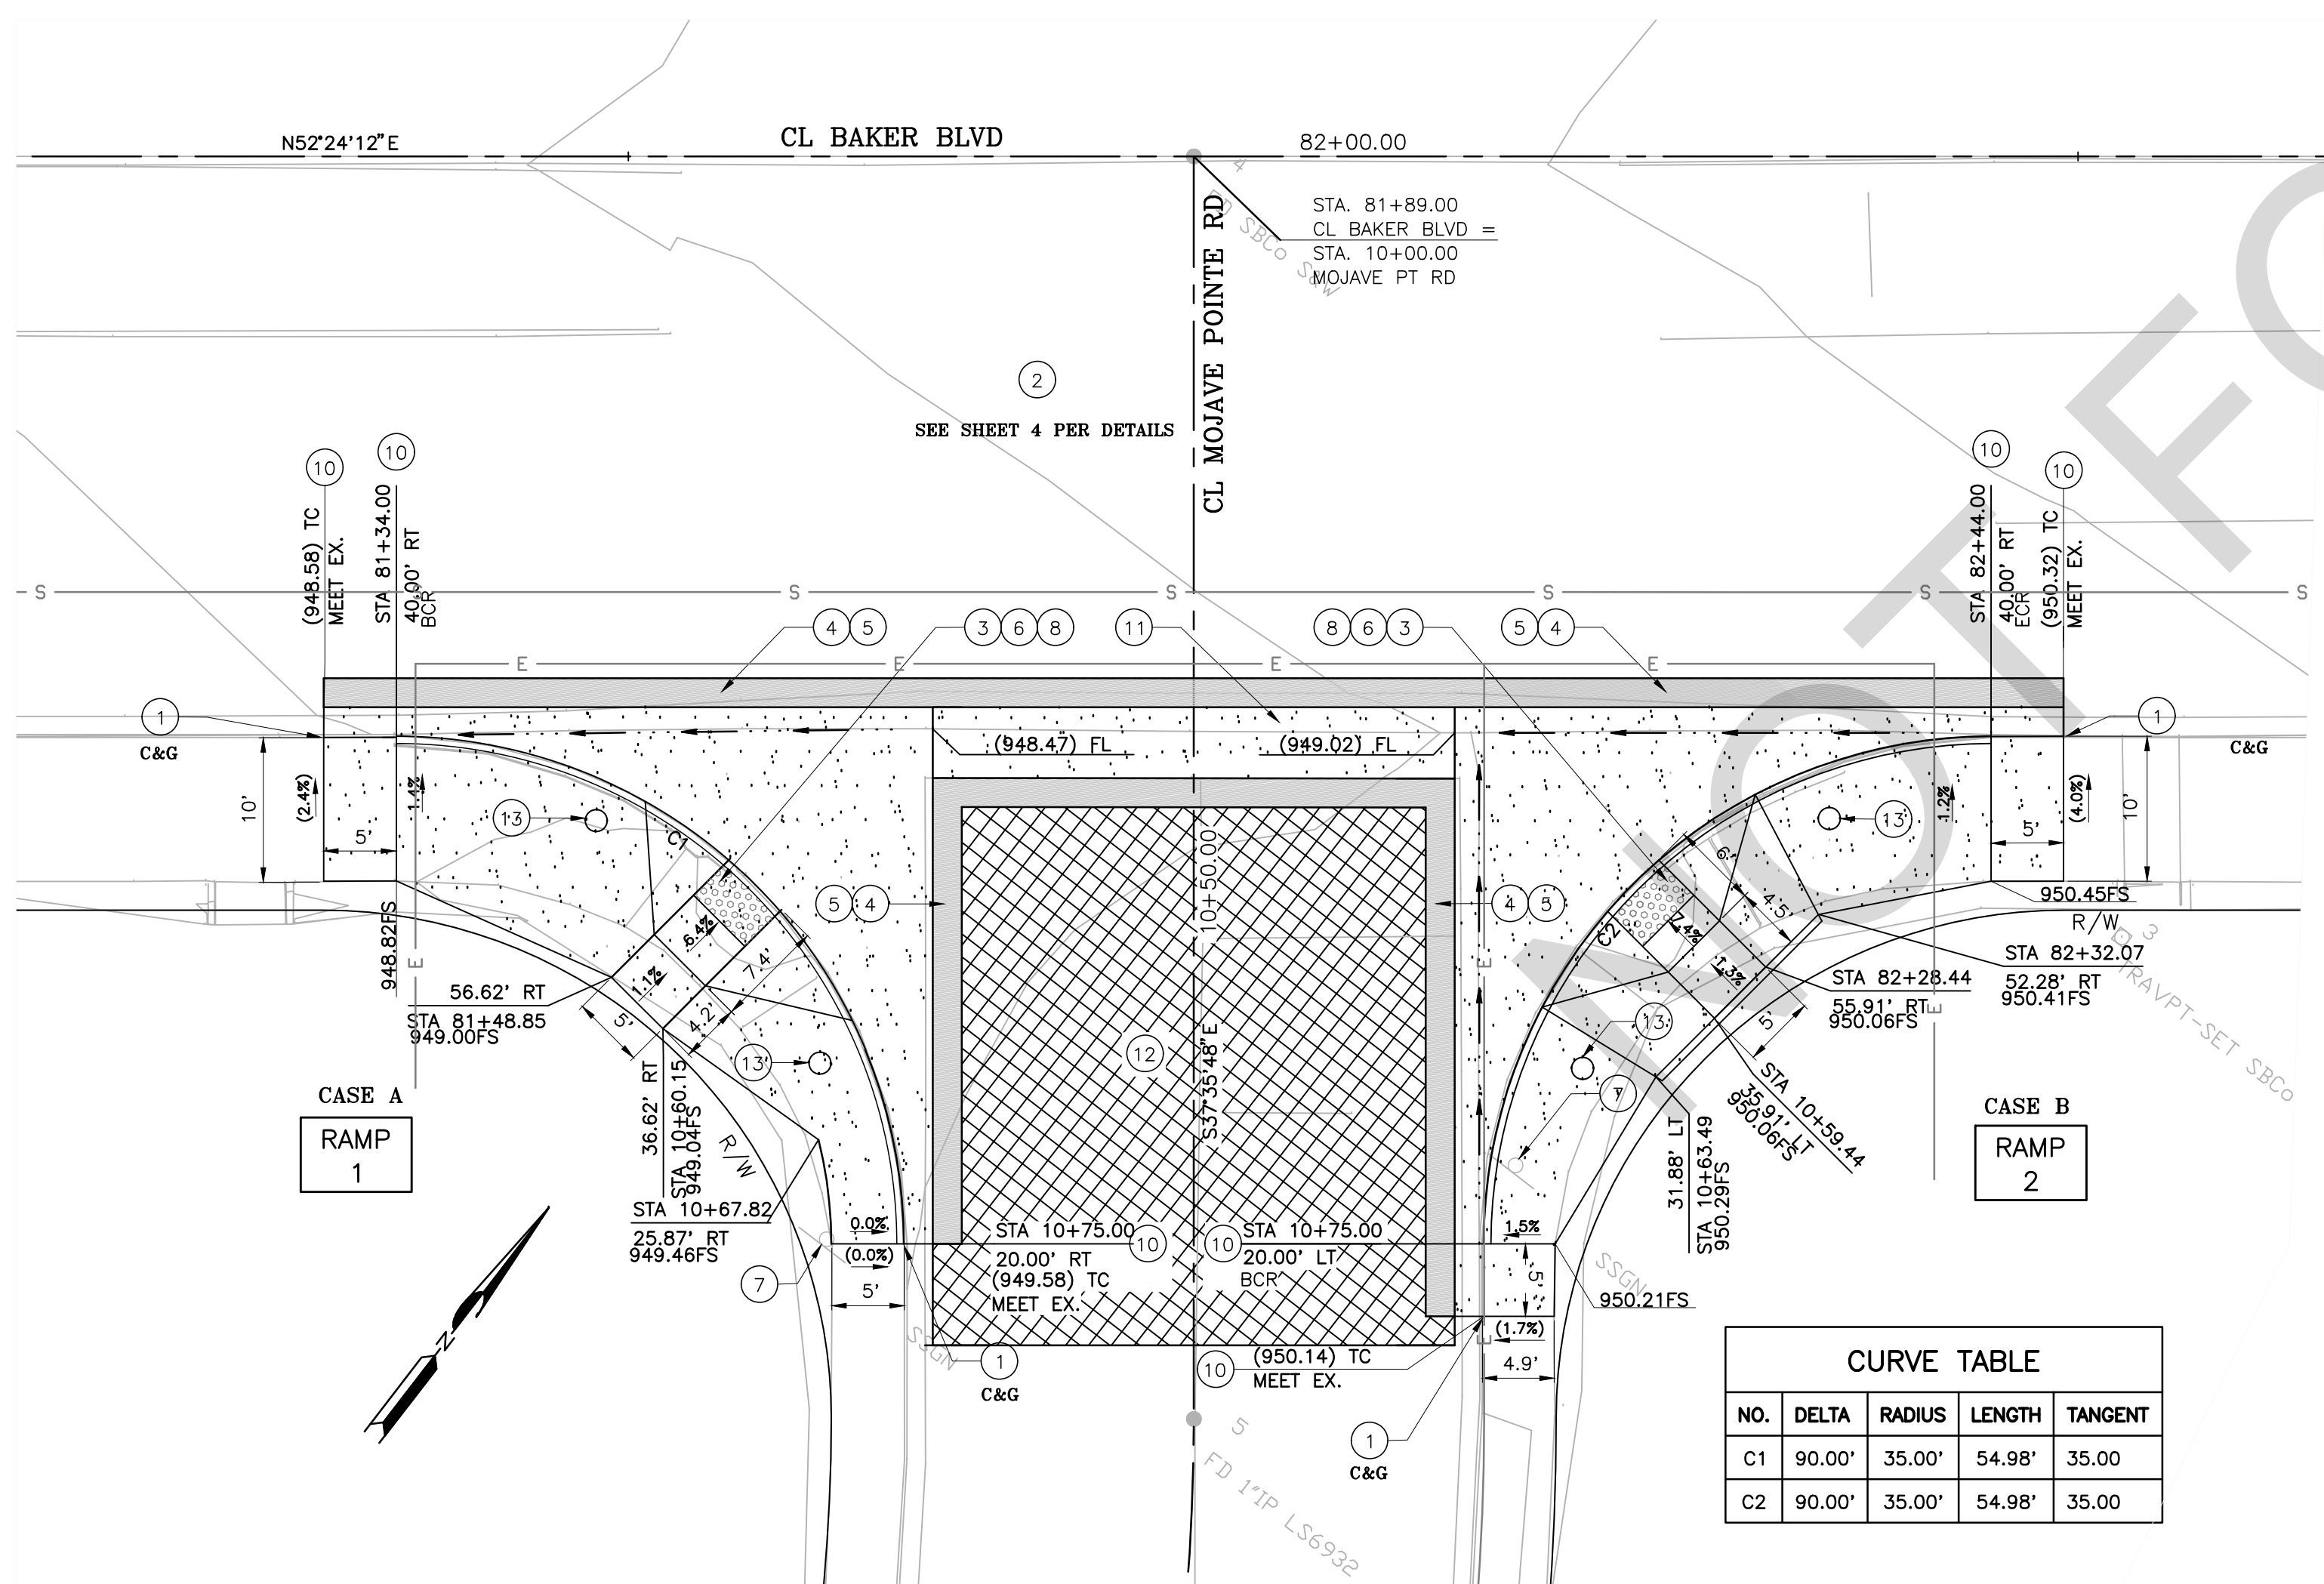 N52°24'12"E
CL BAKER BLVD
82+00.00
4
FD SBCo S&W
STA. 81+89.00
CL BAKER BLVD =
STA. 10+00.00
MOJAVE PT RD
CL MOJAVE POINTE RD
2
SEE SHEET 4 PER DETAILS
10
(948.58) TC
MEET EX.
10
STA 81+34.00
40.00' RT
BCR
10
STA 82+44.00
40.00' RT
ECR
10
(950.32) TC
MEET EX.
S
S
S
S
S
S
S
4 5
3 6 8
11
8 6 3
5 4
E
E
E
E
1
C&G
1
C&G
(948.47) FL
(949.02) FL
10'
(2.4%)
1.4%
5'
13
C1
6.4%
7.4'
1.1%
4.2'
5'
5 4
4 5
10+50.00
C2
6'
4.5'
7.4%
1.3%
5'
13
1.2%
5'
(4.0%)
10'
948.82FS
E
56.62' RT
STA 81+48.85
949.00FS
950.45FS
R/W
STA 82+32.07
52.28' RT
950.41FS
STA 82+28.44
55.91' RT
950.06FS
E
E
3
TRAVPT-SET SBCo
12
S37°35'48"E
13
13
7
CASE A
RAMP
1
36.62' RT
STA 10+60.15
949.04FS
R/W
STA 10+59.44
35.91' LT
950.06FS
31.88' LT
STA 10+63.49
950.29FS
CASE B
RAMP
2
STA 10+67.82
25.87' RT
949.46FS
0.0%
(0.0%)
7
5'
STA 10+75.00
10
20.00' RT
(949.58) TC
MEET EX.
10
STA 10+75.00
20.00' LT
BCR
1.5%
5'
950.21FS
SSGN
SSGN
N
1
C&G
10
(950.14) TC
MEET EX.
E
(1.7%)
4.9'
1
C&G
5
FD 1"IP LS6932
CURVE TABLE
NO. DELTA RADIUS LENGTH TANGENT
C1 90.00' 35.00' 54.98' 35.00
C2 90.00' 35.00' 54.98' 35.00
NOT FO